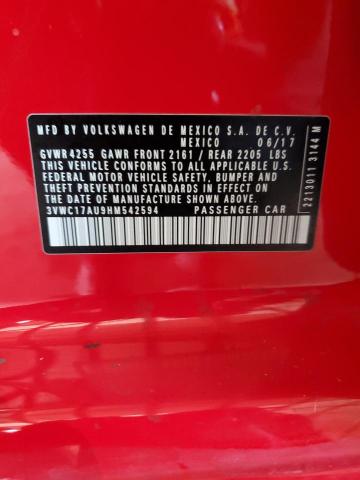 MFD BY VOLKSWAGEN DE MEXICO S.A. DE C.V.
MEXICO 06/17
GVWR4255 GAWR FRONT 2161 / REAR 2205 LBS
THIS VEHICLE CONFORMS TO ALL APPLICABLE U.S.
FEDERAL MOTOR VEHICLE SAFETY, BUMPER AND
THEFT PREVENTION STANDARDS IN EFFECT ON
THE DATE OF MANUFACTURE SHOWN ABOVE
3VWC17AU9HM542594 PASSENGER CAR
2213011 3144 M